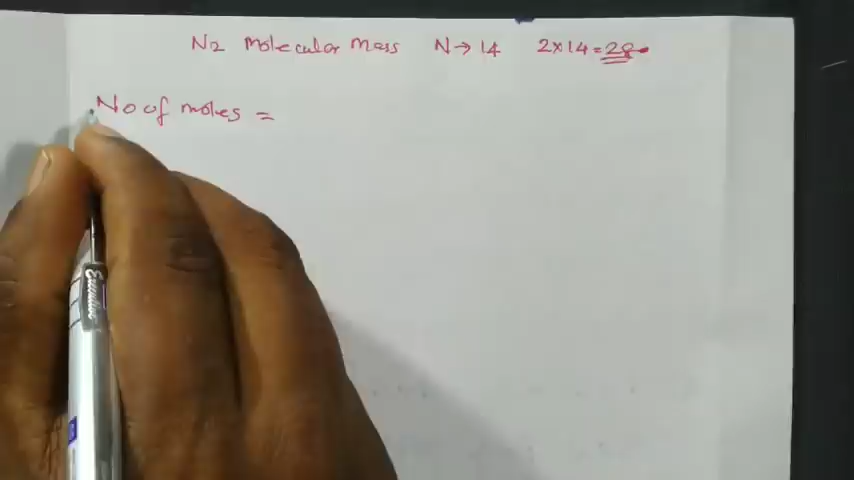 N2 molecular mass N→14 2×14=28
No of moles =